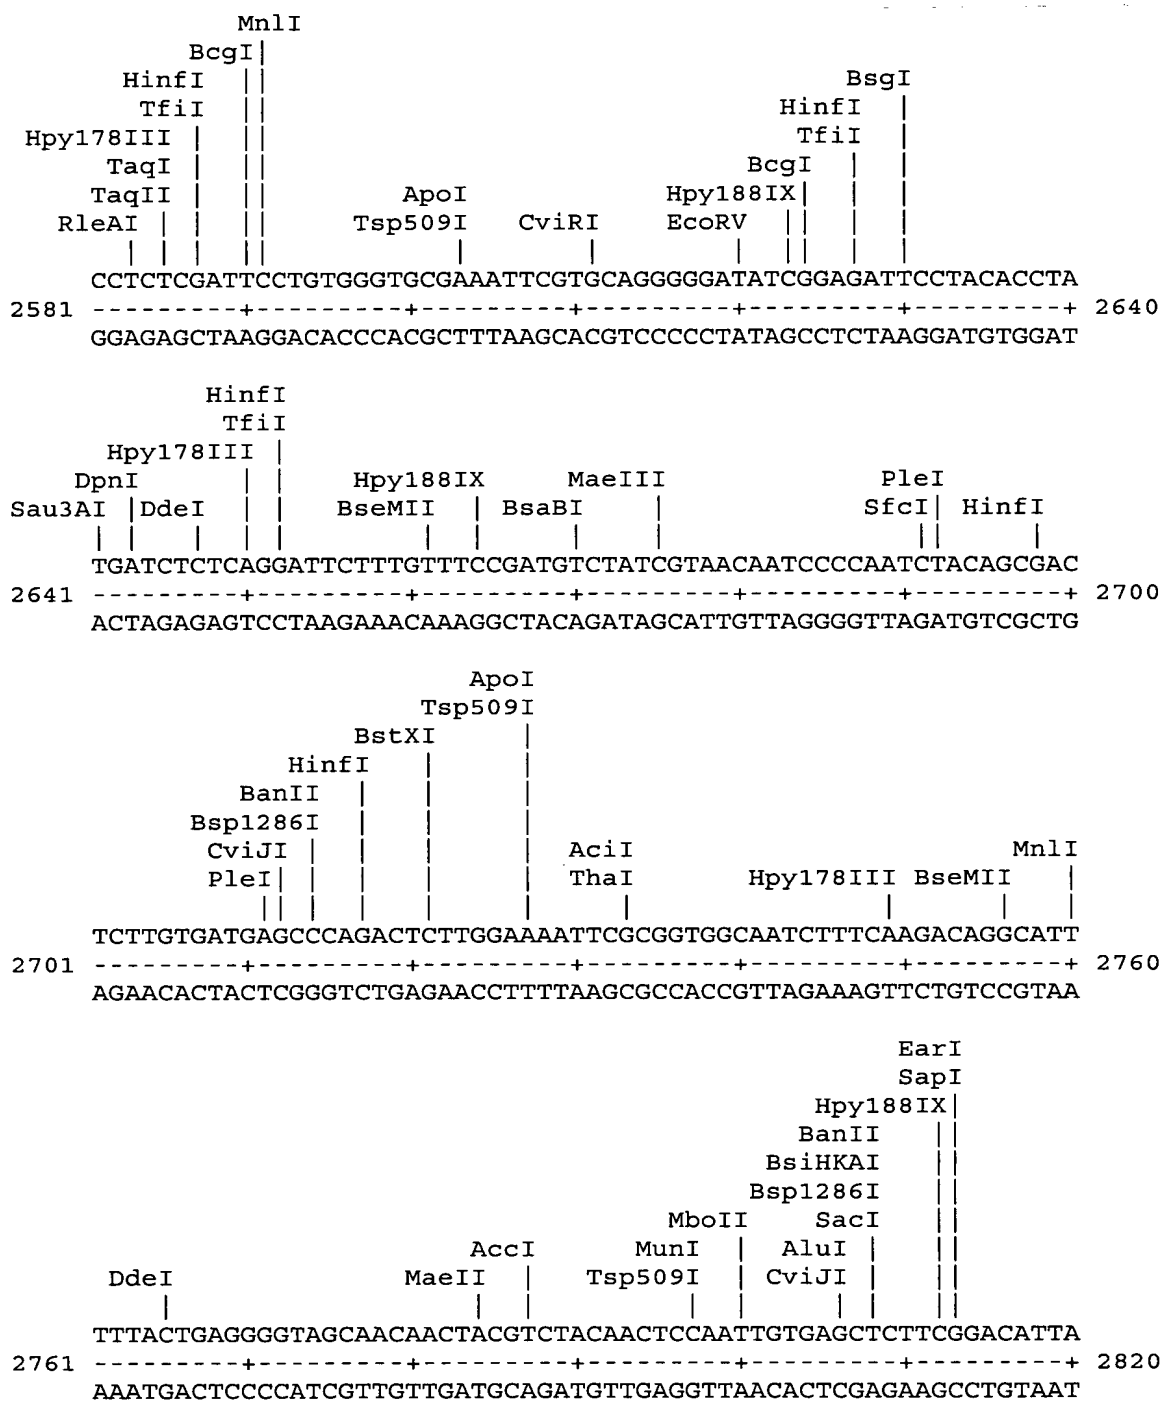 MnlI
BcgI
HinfI BsgI
TfiI HinfI
Hpy178III TfiI
TaqI BcgI
TaqII ApoI Hpy188IX
RleAI Tsp509I CviRI EcoRV
CCTCTCGATTCCTGTGGGTGCGAAATTCGTGCAGGGGGATATCGGAGATTCCTACACCTA
2581 ---------+---------+---------+---------+---------+---------+ 2640
GGAGAGCTAAGGACACCCACGCTTTAAGCACGTCCCCCTATAGCCTCTAAGGATGTGGAT
HinfI
TfiI
Hpy178III
DpnI Hpy188IX MaeIII PleI
Sau3AI DdeI BseMII BsaBI SfcI HinfI
TGATCTCTCAGGATTCTTTGTTTCCGATGTCTATCGTAACAATCCCCAATCTACAGCGAC
2641 ---------+---------+---------+---------+---------+---------+ 2700
ACTAGAGAGTCCTAAGAAACAAAGGCTACAGATAGCATTGTTAGGGGTTAGATGTCGCTG
ApoI
Tsp509I
BstXI
HinfI
BanII
Bsp1286I
CviJI AciI MnlI
PleI ThaI Hpy178III BseMII
TCTTGTGATGAGCCCAGACTCTTGGAAAATTCGCGGTGGCAATCTTTCAAGACAGGCATT
2701 ---------+---------+---------+---------+---------+---------+ 2760
AGAACACTACTCGGGTCTGAGAACCTTTTAAGCGCCACCGTTAGAAAGTTCTGTCCGTAA
EarI
SapI
Hpy188IX
BanII
BsiHKAI
Bsp1286I
MboII SacI
AccI MunI AluI
DdeI MaeII Tsp509I CviJI
TTTACTGAGGGGTAGCAACAACTACGTCTACAACTCCAATTGTGAGCTCTTCGGACATTA
2761 ---------+---------+---------+---------+---------+---------+ 2820
AAATGACTCCCCATCGTTGTTGATGCAGATGTTGAGGTTAACACTCGAGAAGCCTGTAAT